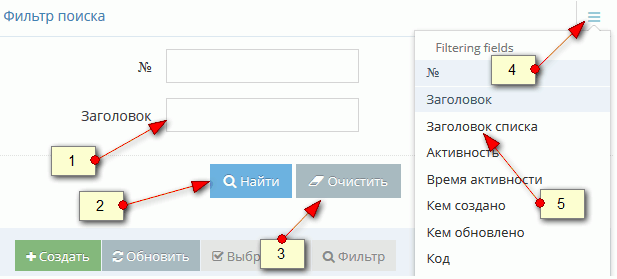 Фильтр поиска
Filtering fields
№
№
4
Заголовок
Заголовок
Заголовок списка
1
Активность
Найти
Очистить
Время активности
2
Кем создано
5
3
Кем обновлено
Создать
Обновить
Фильтр
Код